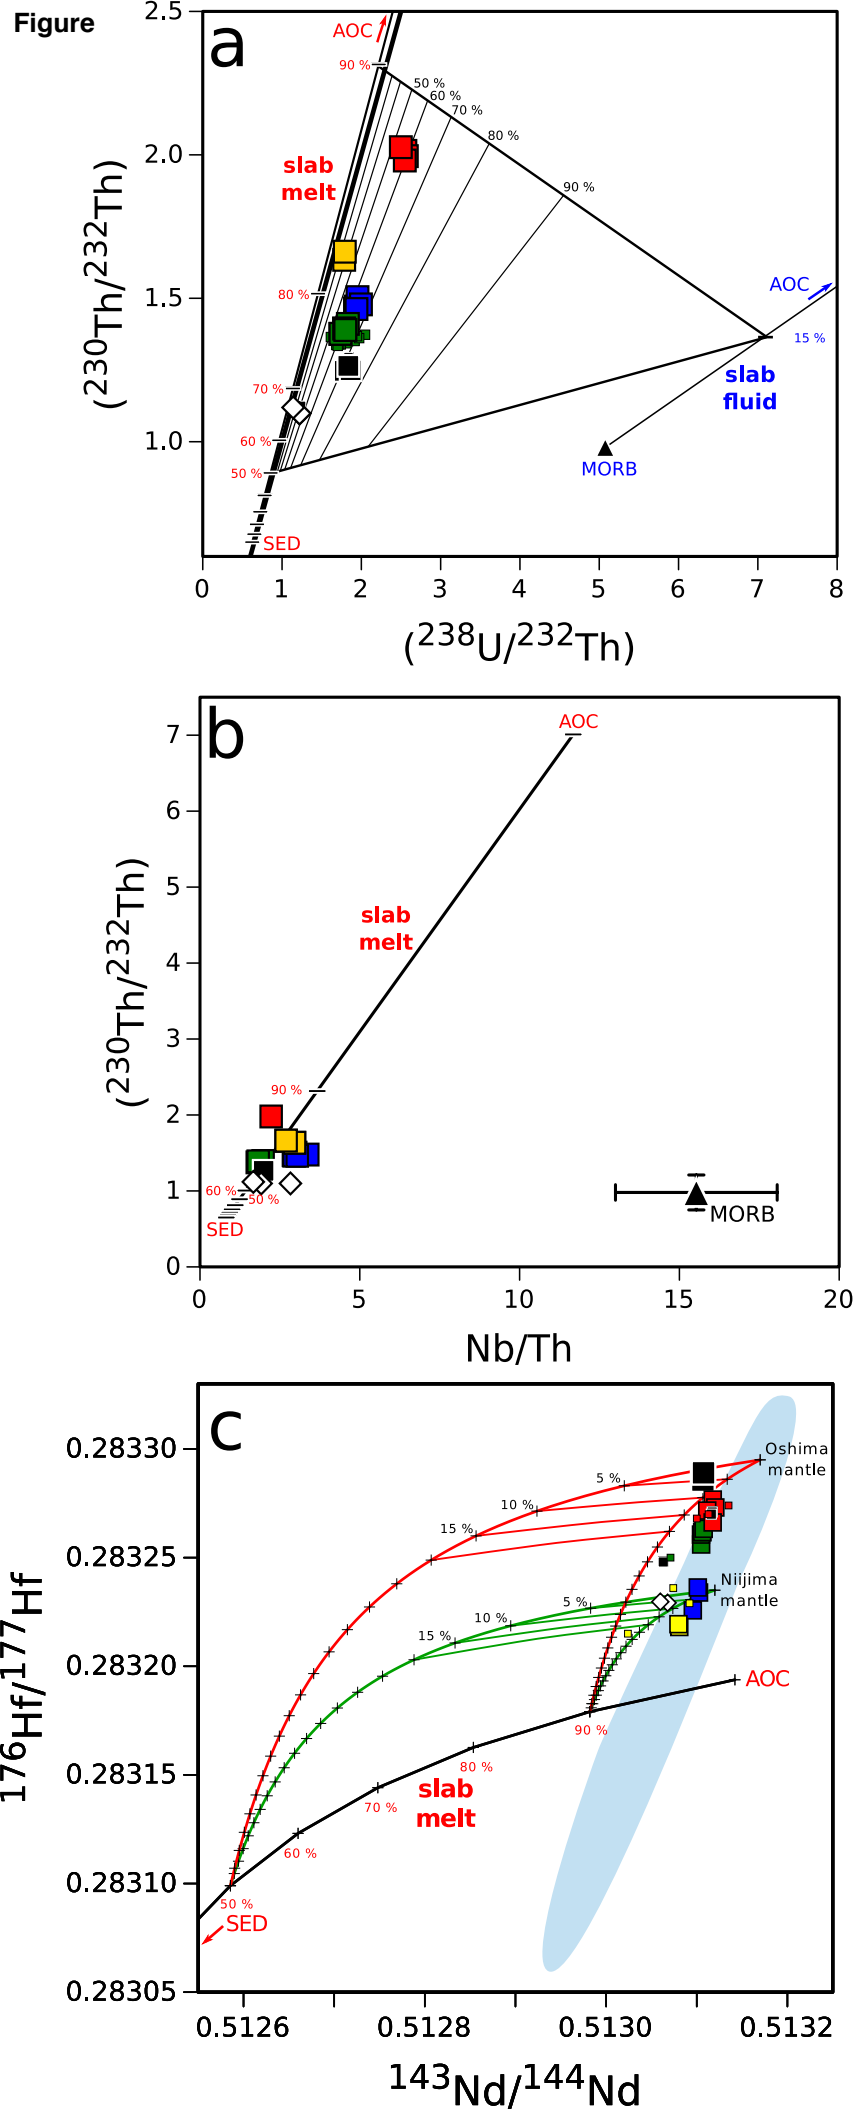 Figure
a
2.5
2.0
1.5
1.0
(230Th/232Th)
AOC
90 %
50 %
60 %
70 %
80 %
90 %
slab
melt
80 %
AOC
15 %
slab
fluid
70 %
60 %
MORB
50 %
SED
0 1 2 3 4 5 6 7 8
(238U/232Th)
b
AOC
7
6
5
4
3
2
1
0
(230Th/232Th)
slab
melt
90 %
60 %
50 %
SED
MORB
0 5 10 15 20
Nb/Th
c
0.28330
0.28325
0.28320
0.28315
0.28310
0.28305
176Hf/177Hf
Oshima
mantle
5 %
10 %
15 %
Niijima
mantle
5 %
10 %
15 %
AOC
90 %
80 %
slab
melt
70 %
60 %
50 %
SED
0.5126 0.5128 0.5130 0.5132
143Nd/144Nd